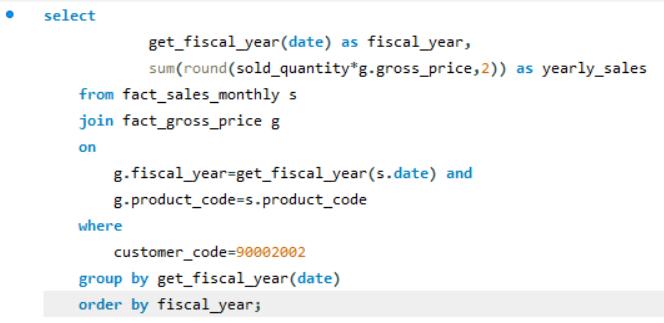 select
get_fiscal_year(date) as fiscal_year,
sum(round(sold_quantity*g.gross_price,2)) as yearly_sales
from fact_sales_monthly s
join fact_gross_price g
on
g.fiscal_year=get_fiscal_year(s.date) and
g.product_code=s.product_code
where
customer_code=90002002
group by get_fiscal_year(date)
order by fiscal_year;